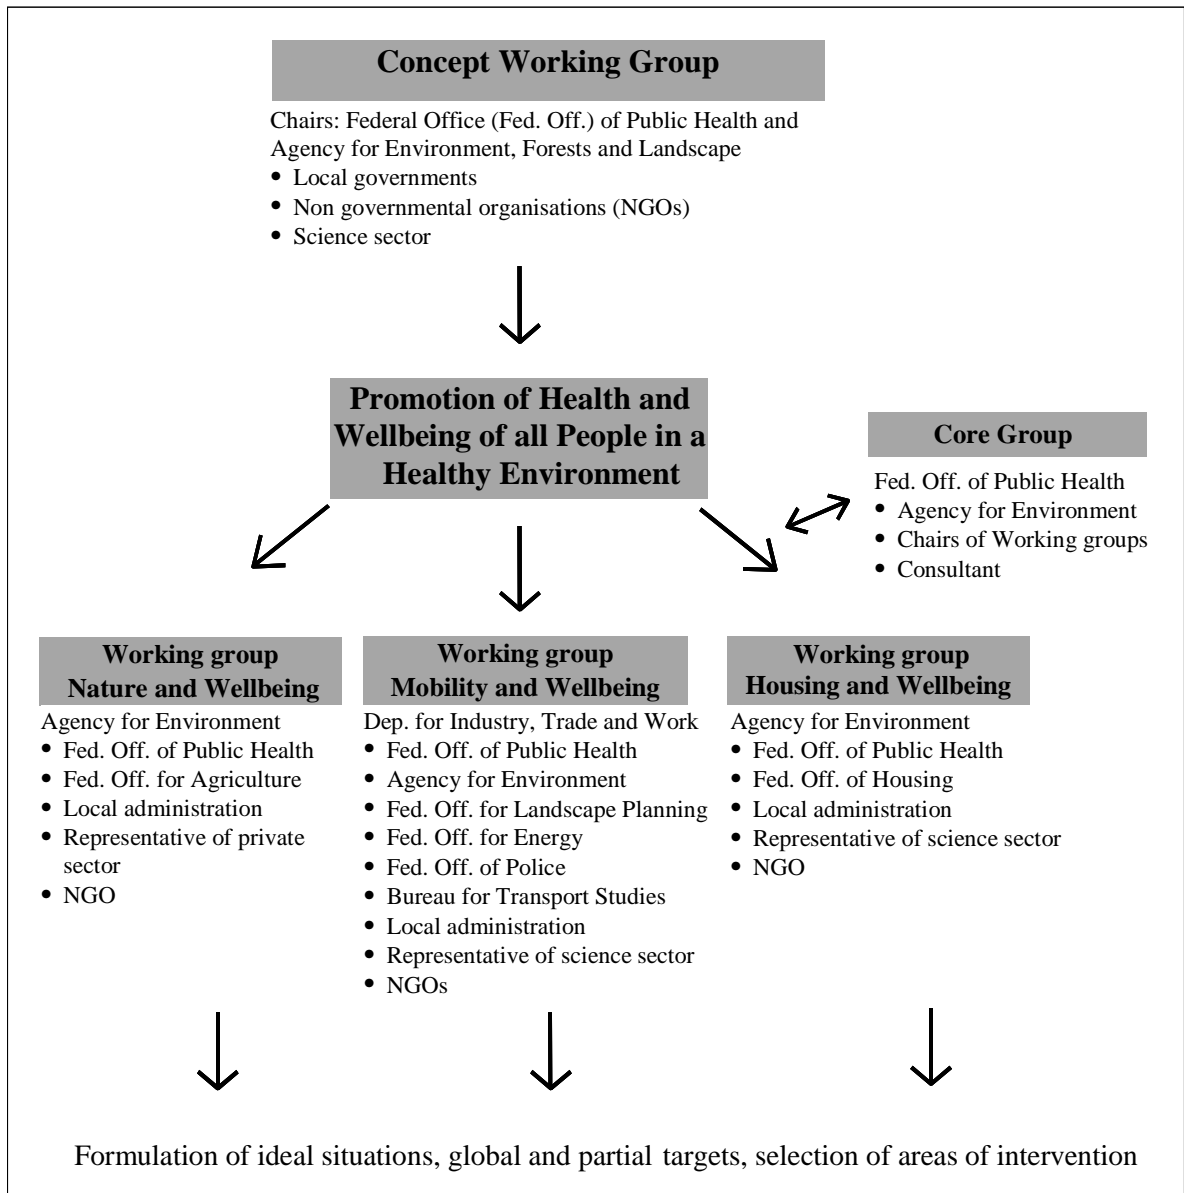 Concept Working Group
Chairs: Federal Office (Fed. Off.) of Public Health and
Agency for Environment, Forests and Landscape
• Local governments
• Non governmental organisations (NGOs)
• Science sector
Promotion of Health and
Wellbeing of all People in a
Healthy Environment
Core Group
Fed. Off. of Public Health
• Agency for Environment
• Chairs of Working groups
• Consultant
Working group
Nature and Wellbeing
Agency for Environment
• Fed. Off. of Public Health
• Fed. Off. for Agriculture
• Local administration
• Representative of private
sector
• NGO
Working group
Mobility and Wellbeing
Dep. for Industry, Trade and Work
• Fed. Off. of Public Health
• Agency for Environment
• Fed. Off. for Landscape Planning
• Fed. Off. for Energy
• Fed. Off. of Police
• Bureau for Transport Studies
• Local administration
• Representative of science sector
• NGOs
Working group
Housing and Wellbeing
Agency for Environment
• Fed. Off. of Public Health
• Fed. Off. of Housing
• Local administration
• Representative of science sector
• NGO
Formulation of ideal situations, global and partial targets, selection of areas of intervention